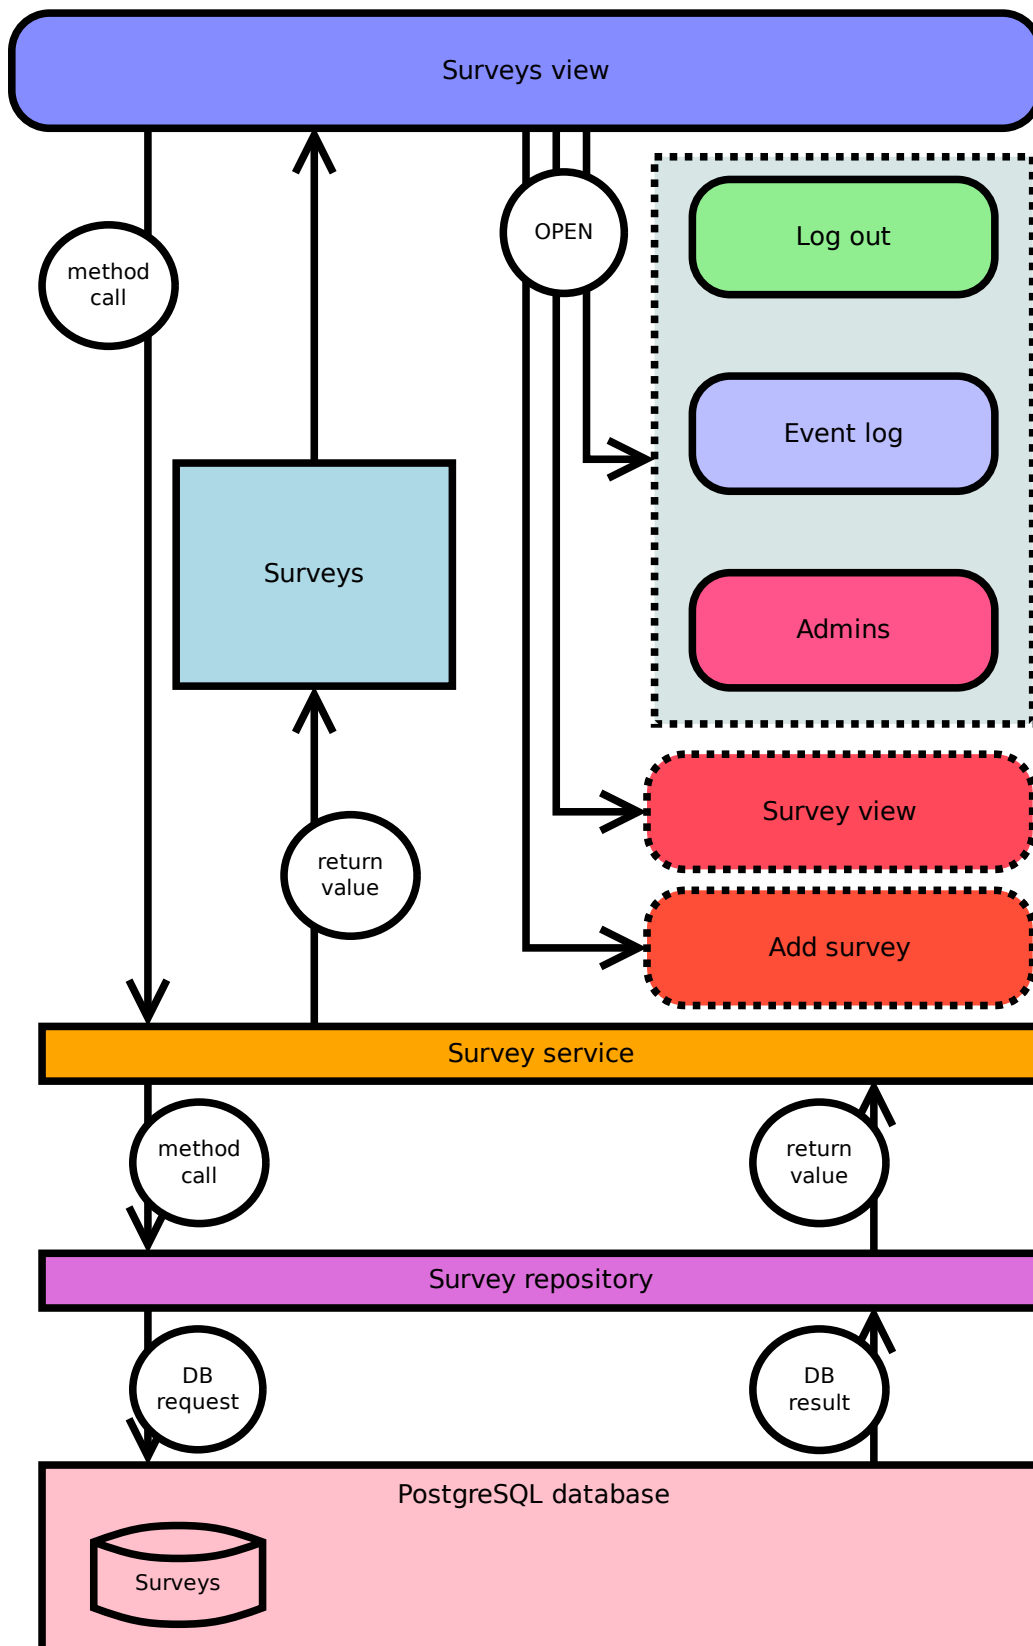 Surveys view
method
call
OPEN
Log out
Event log
Surveys
Admins
Survey view
return
value
Add survey
Survey service
method
call
return
value
Survey repository
DB
request
DB
result
PostgreSQL database
Surveys